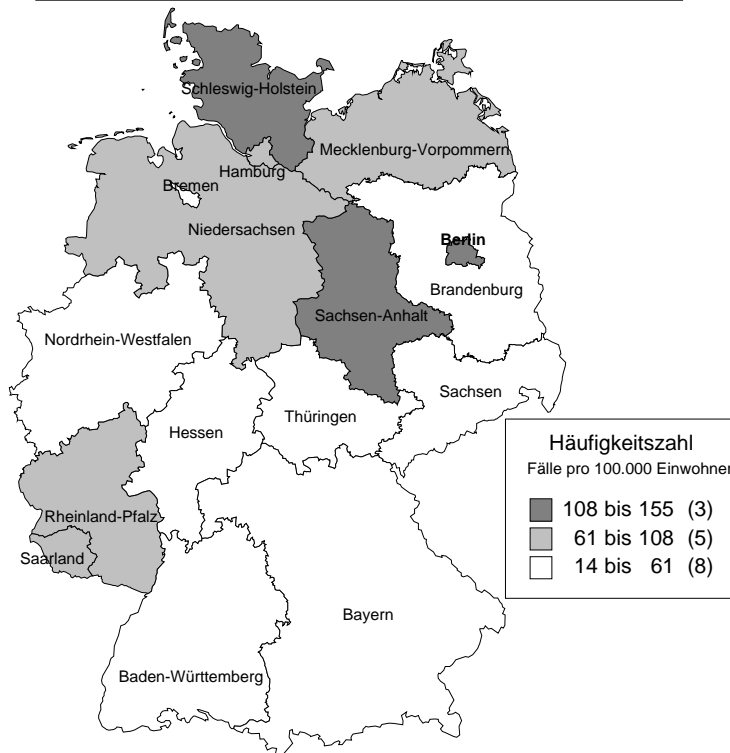 Schleswig-Holstein
Mecklenburg-Vorpommern
Hamburg
Bremen
Niedersachsen
Berlin
Brandenburg
Sachsen-Anhalt
Nordrhein-Westfalen
Sachsen
Thüringen
Hessen
Häufigkeitszahl
Fälle pro 100.000 Einwohner
108 bis 155 (3)
61 bis 108 (5)
14 bis 61 (8)
Rheinland-Pfalz
Saarland
Bayern
Baden-Württemberg